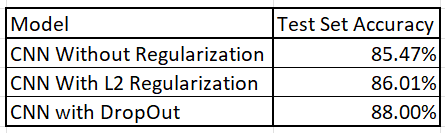 Model Test Set Accuracy
CNN Without Regularization 85.47%
CNN With L2 Regularization 86.01%
CNN with DropOut 88.00%